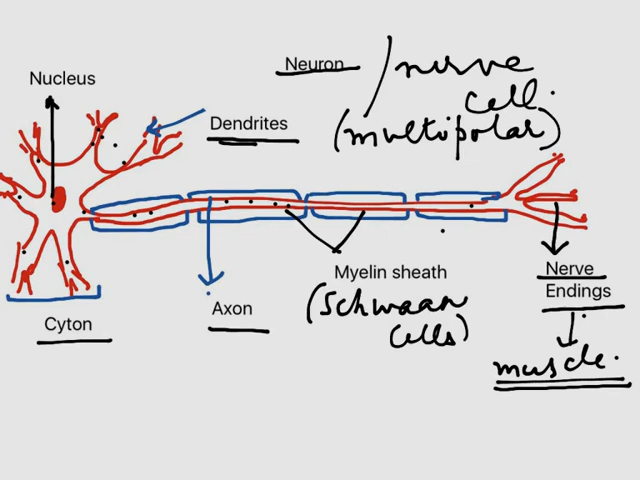 Neuron / nerve
cell.
(multipolar)
Nucleus
Dendrites
Myelin sheath
(Schwaan
cells)
Axon
Cyton
Nerve
Endings
muscle.